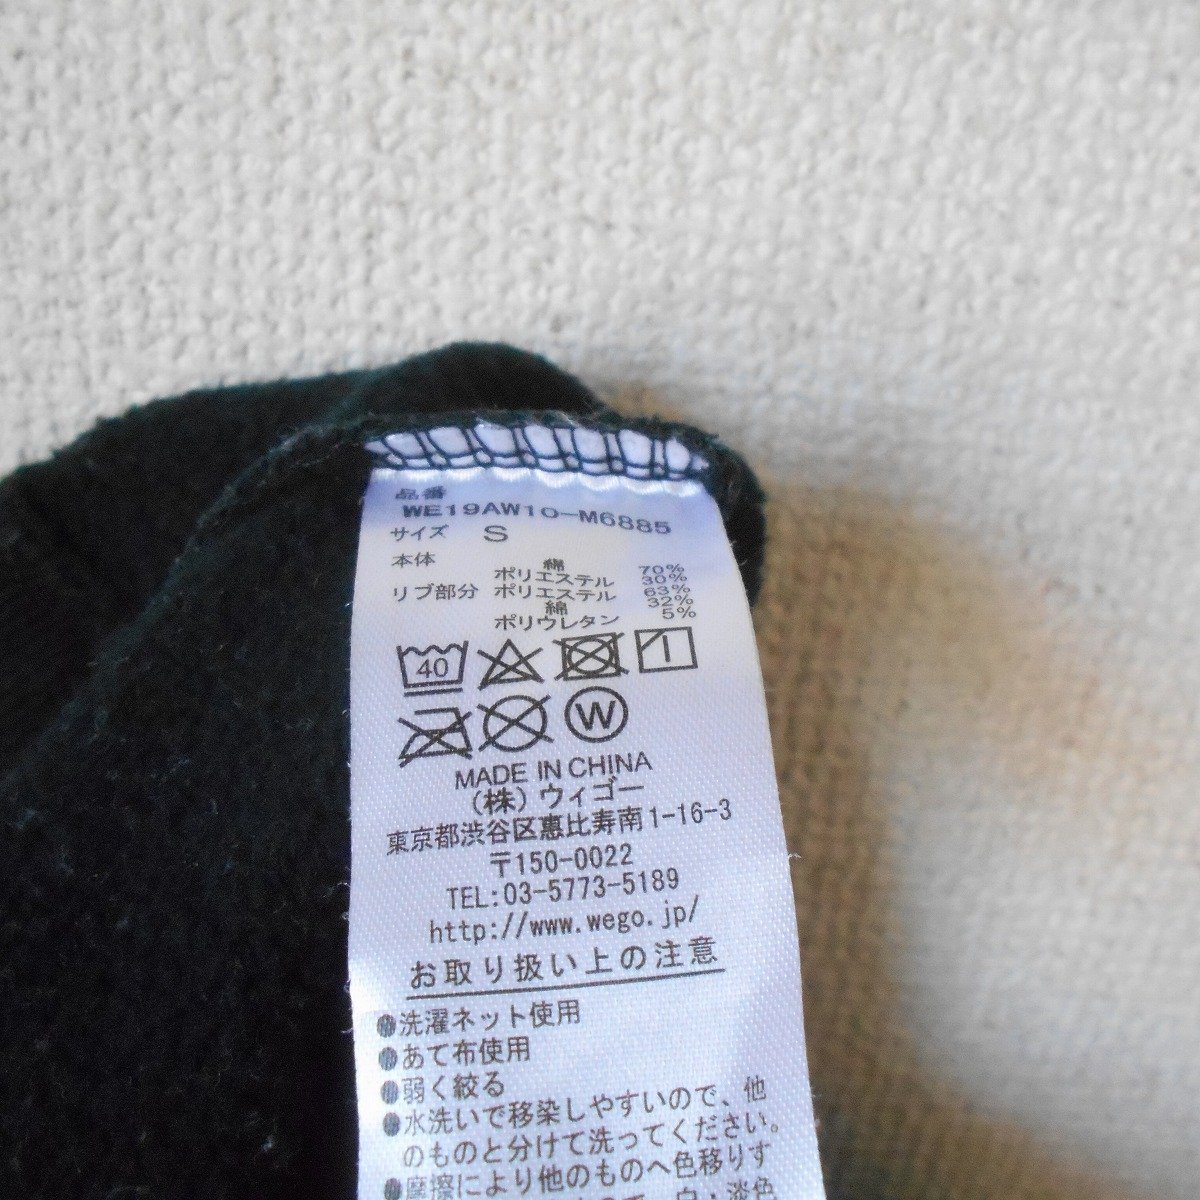 品番
WE19AW10-M6885
サイズ S
本体 綿 70%
ポリエステル 30%
リブ部分 ポリエステル 63%
綿 32%
ポリウレタン 5%
40
W
MADE IN CHINA
(株)ウィゴー
東京都渋谷区恵比寿南1-16-3
〒150-0022
TEL:03-5773-5189
http://www.wego.jp/
お取り扱い上の注意
●洗濯ネット使用
●あて布使用
●弱く絞る
●水洗いで移染しやすいので、他
のものと分けて洗ってください。
●摩擦により他のものへ色移りす
ので、白・淡色